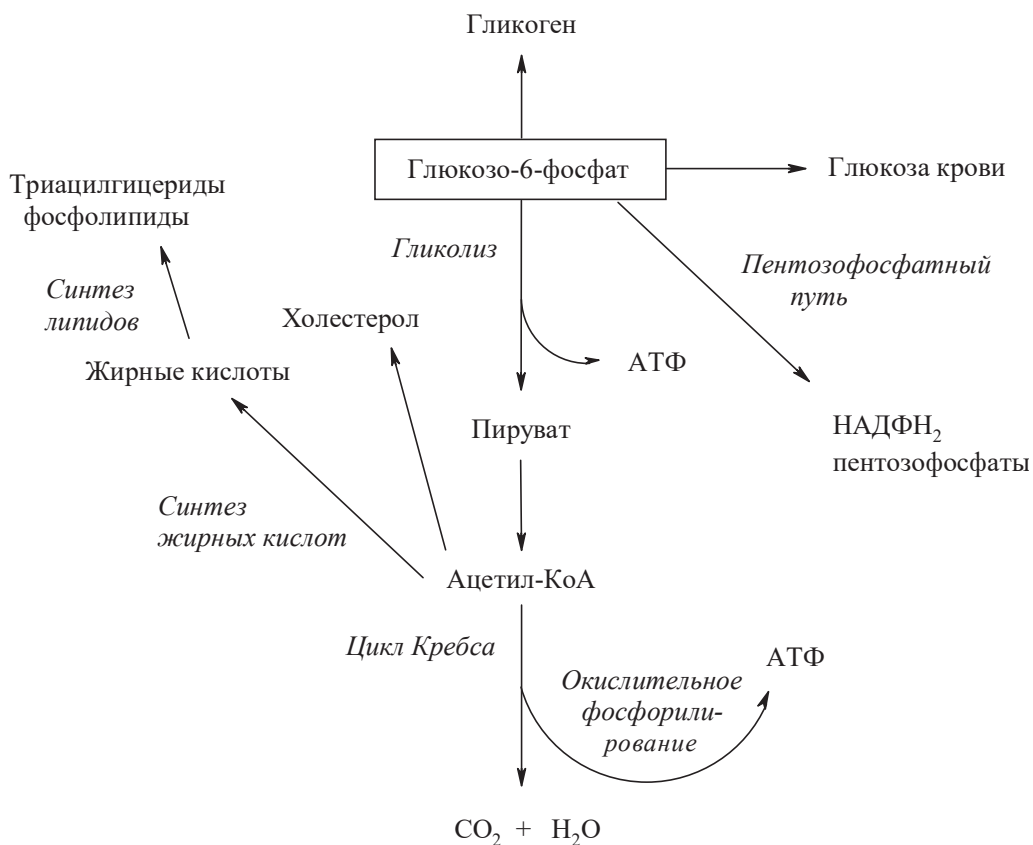 Гликоген
Глюкозо-6-фосфат
Глюкоза крови
Триацилгицериды
фосфолипиды
Гликолиз
Пентозофосфатный
путь
Синтез
липидов
Холестерол
АТФ
Жирные кислоты
Пируват
НАДФН₂
пентозофосфаты
Синтез
жирных кислот
Ацетил-КоА
Цикл Кребса
АТФ
Окислительное
фосфорили-
рование
CO₂ + H₂O